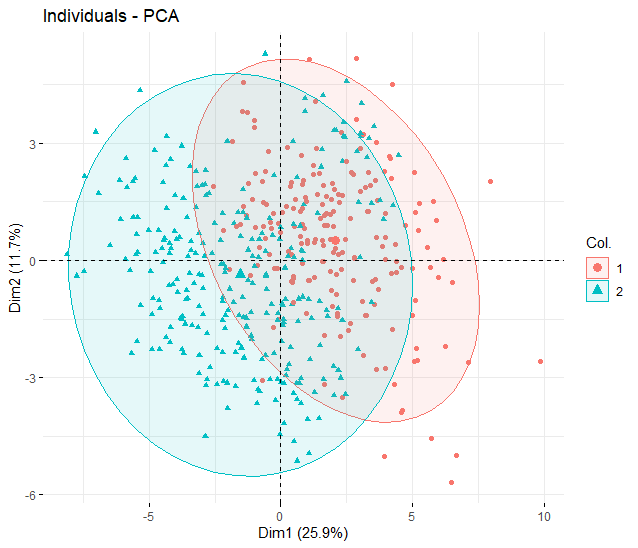 Individuals - PCA
Dim2 (11.7%)
3
0
-3
-6
-5
0
5
10
Dim1 (25.9%)
Col.
1
2